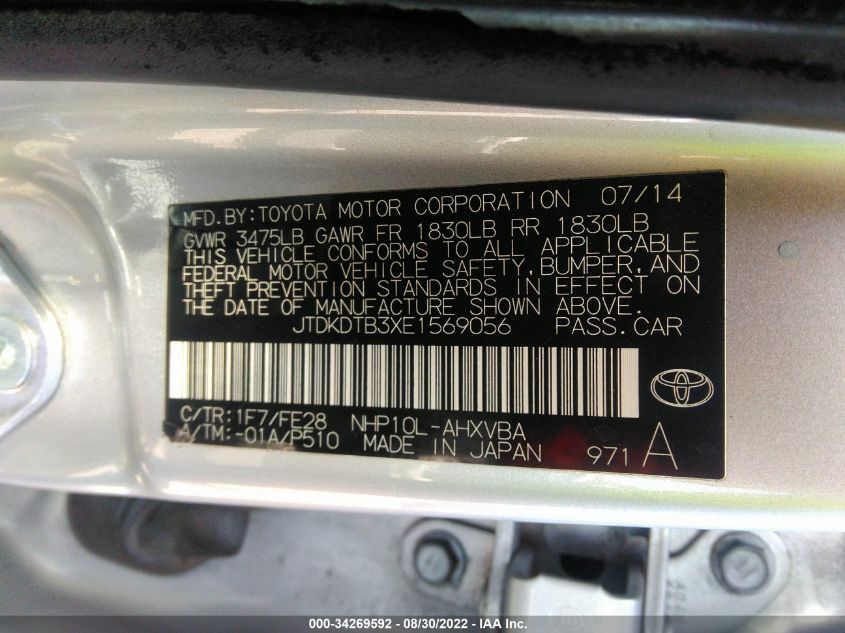 MFD. BY: TOYOTA MOTOR CORPORATION 07/14
GVWR 3475LB GAWR FR 1830LB RR 1830LB
THIS VEHICLE CONFORMS TO ALL APPLICABLE
FEDERAL MOTOR VEHICLE SAFETY, BUMPER, AND
THEFT PREVENTION STANDARDS IN EFFECT ON
THE DATE OF MANUFACTURE SHOWN ABOVE.
JTDKDTB3XE1569056 PASS. CAR
C/TR: 1F7/FE28 NHP10L-AHXVBA
A/TM:-01A/P510 MADE IN JAPAN 971 A
000-34269592 - 08/30/2022 - IAA Inc.